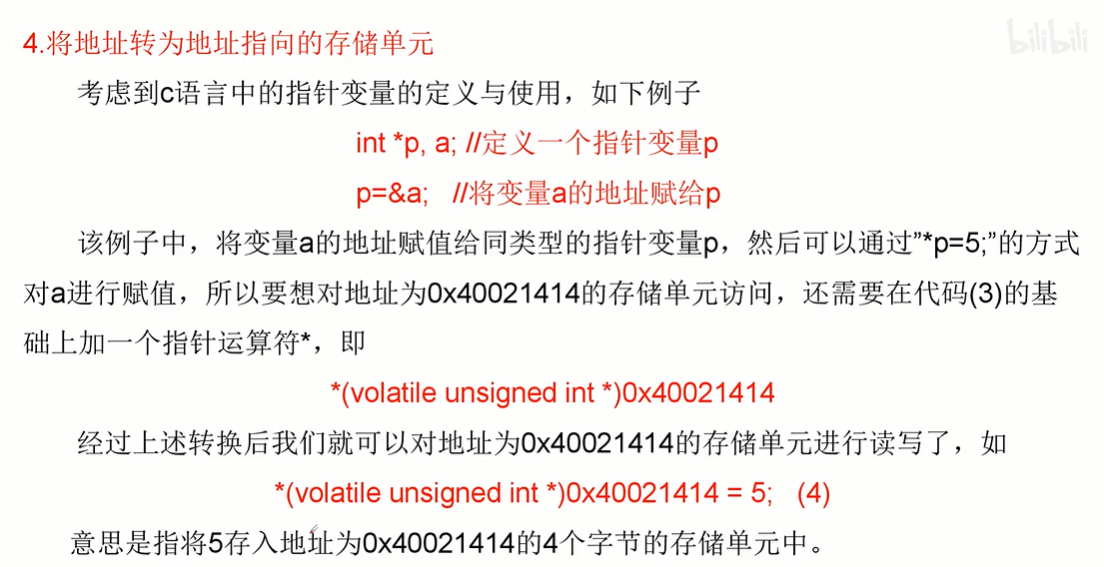 bilibili
4.将地址转为地址指向的存储单元
考虑到c语言中的指针变量的定义与使用，如下例子
int *p, a; //定义一个指针变量p
p=&a; //将变量a的地址赋给p
该例子中，将变量a的地址赋值给同类型的指针变量p，然后可以通过”*p=5;”的方式
对a进行赋值，所以要想对地址为0x40021414的存储单元访问，还需要在代码(3)的基
础上加一个指针运算符*，即
*(volatile unsigned int *)0x40021414
经过上述转换后我们就可以对地址为0x40021414的存储单元进行读写了，如
*(volatile unsigned int *)0x40021414 = 5; (4)
意思是指将5存入地址为0x40021414的4个字节的存储单元中。